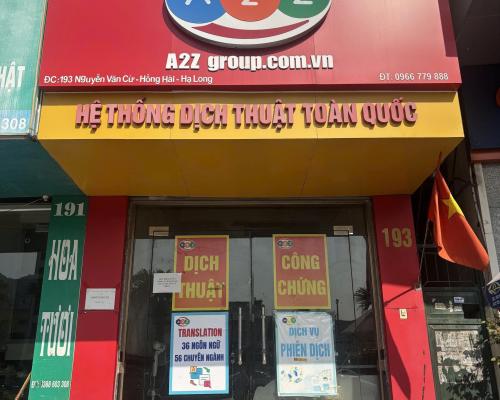 A2Z
A2Z group.com.vn
ĐC:193 Nguyễn Văn Cừ - Hồng Hải - Hạ Long
ĐT: 0966 779 888
HỆ THỐNG DỊCH THUẬT TOÀN QUỐC
HẬT
308
191
HOA
TƯƠI
193
DỊCH
THUẬT
CÔNG
CHỨNG
TRANSLATION
36 NGÔN NGỮ
56 CHUYÊN NGÀNH
DỊCH VỤ
PHIÊN DỊCH